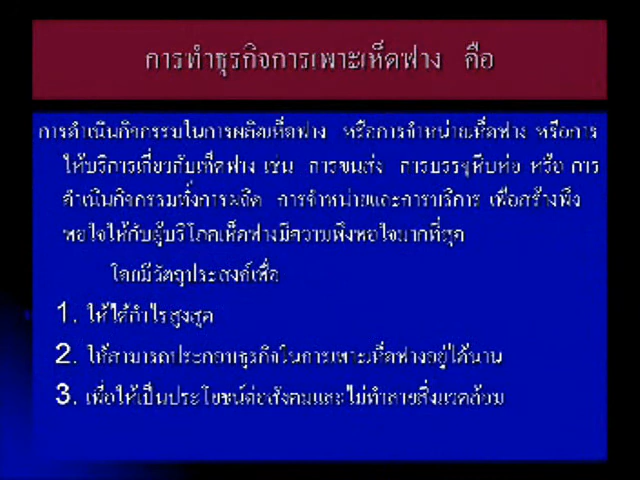 การทำธุรกิจการเพาะเห็ดฟาง คือ
การดำเนินกิจกรรมในการผลิตเห็ดฟาง หรือการจำหน่ายเห็ดฟาง หรือการ
ให้บริการเกี่ยวกับเห็ดฟาง เช่น การขนส่ง การบรรจุหีบห่อ หรือ การ
ดำเนินกิจกรรมทั้งการผลิต การจำหน่ายและการบริการ เพื่อสร้างพึง
พอใจให้กับผู้บริโภคเห็ดฟางมีความพึงพอใจมากที่สุด
โดยมีวัตถุประสงค์เพื่อ
1. ให้ได้กำไรสูงสุด
2. ให้สามารถประกอบธุรกิจในการเพาะเห็ดฟางอยู่ได้นาน
3. เพื่อให้เป็นประโยชน์ต่อสังคมและไม่ทำลายสิ่งแวดล้อม